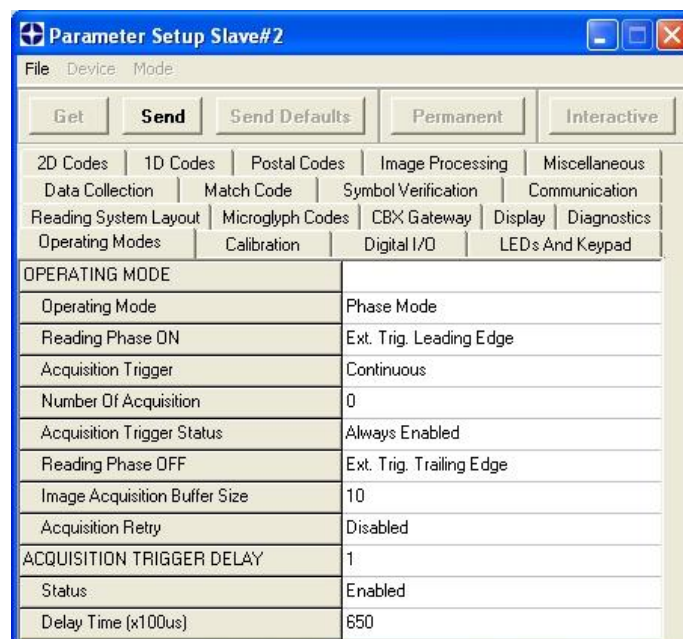 Parameter Setup Slave#2
File Device Mode
Get Send Send Defaults Permanent Interactive
2D Codes 1D Codes Postal Codes Image Processing Miscellaneous
Data Collection Match Code Symbol Verification Communication
Reading System Layout Microglyph Codes CBX Gateway Display Diagnostics
Operating Modes Calibration Digital I/O LEDs And Keypad
OPERATING MODE
Operating Mode Phase Mode
Reading Phase ON Ext. Trig. Leading Edge
Acquisition Trigger Continuous
Number Of Acquisition 0
Acquisition Trigger Status Always Enabled
Reading Phase OFF Ext. Trig. Trailing Edge
Image Acquisition Buffer Size 10
Acquisition Retry Disabled
ACQUISITION TRIGGER DELAY 1
Status Enabled
Delay Time (x100us) 650